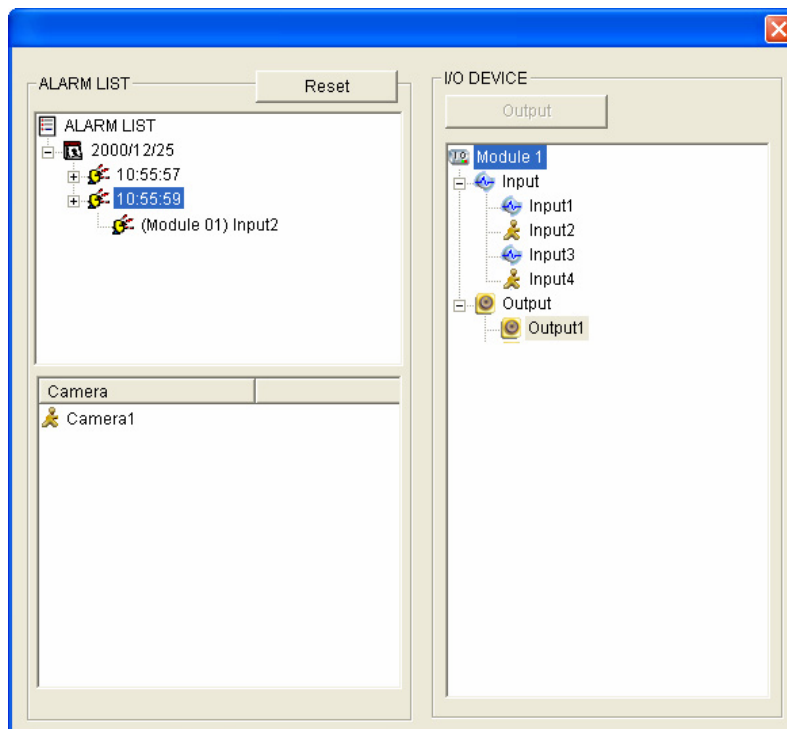 ALARM LIST
Reset
ALARM LIST
2000/12/25
10:55:57
10:55:59
(Module 01) Input2
Camera
Camera1
I/O DEVICE
Output
Module 1
Input
Input1
Input2
Input3
Input4
Output
Output1